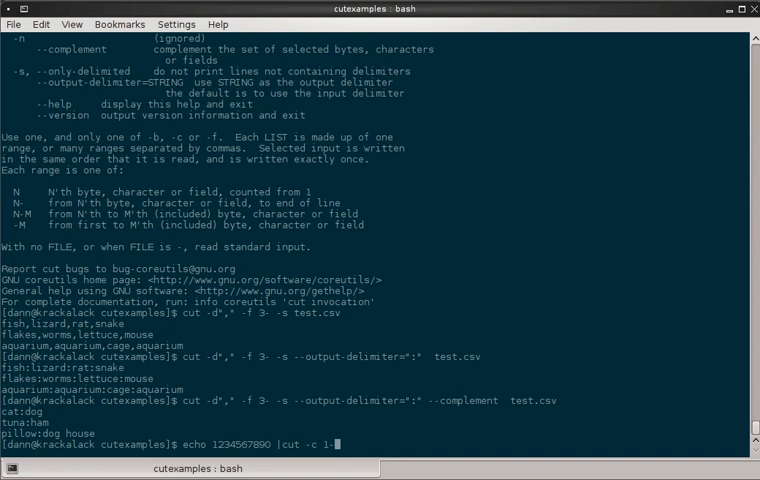 cutexamples : bash
File Edit View Bookmarks Settings Help
-n (ignored)
--complement complement the set of selected bytes, characters
or fields
-s, --only-delimited do not print lines not containing delimiters
--output-delimiter=STRING use STRING as the output delimiter
the default is to use the input delimiter
--help display this help and exit
--version output version information and exit
Use one, and only one of -b, -c or -f. Each LIST is made up of one
range, or many ranges separated by commas. Selected input is written
in the same order that it is read, and is written exactly once.
Each range is one of:
N N'th byte, character or field, counted from 1
N- from N'th byte, character or field, to end of line
N-M from N'th to M'th (included) byte, character or field
-M from first to M'th (included) byte, character or field
With no FILE, or when FILE is -, read standard input.
Report cut bugs to bug-coreutils@gnu.org
GNU coreutils home page: <http://www.gnu.org/software/coreutils/>
General help using GNU software: <http://www.gnu.org/gethelp/>
For complete documentation, run: info coreutils 'cut invocation'
[dann@krackalack cutexamples]$ cut -d"," -f 3- -s test.csv
fish,lizard,rat,snake
flakes,worms,lettuce,mouse
aquarium,aquarium,cage,aquarium
[dann@krackalack cutexamples]$ cut -d"," -f 3- -s --output-delimiter=":" test.csv
fish:lizard:rat:snake
flakes:worms:lettuce:mouse
aquarium:aquarium:cage:aquarium
[dann@krackalack cutexamples]$ cut -d"," -f 3- -s --output-delimiter=":" --complement test.csv
cat:dog
tuna:ham
pillow:dog house
[dann@krackalack cutexamples]$ echo 1234567890 |cut -c 1-
cutexamples : bash